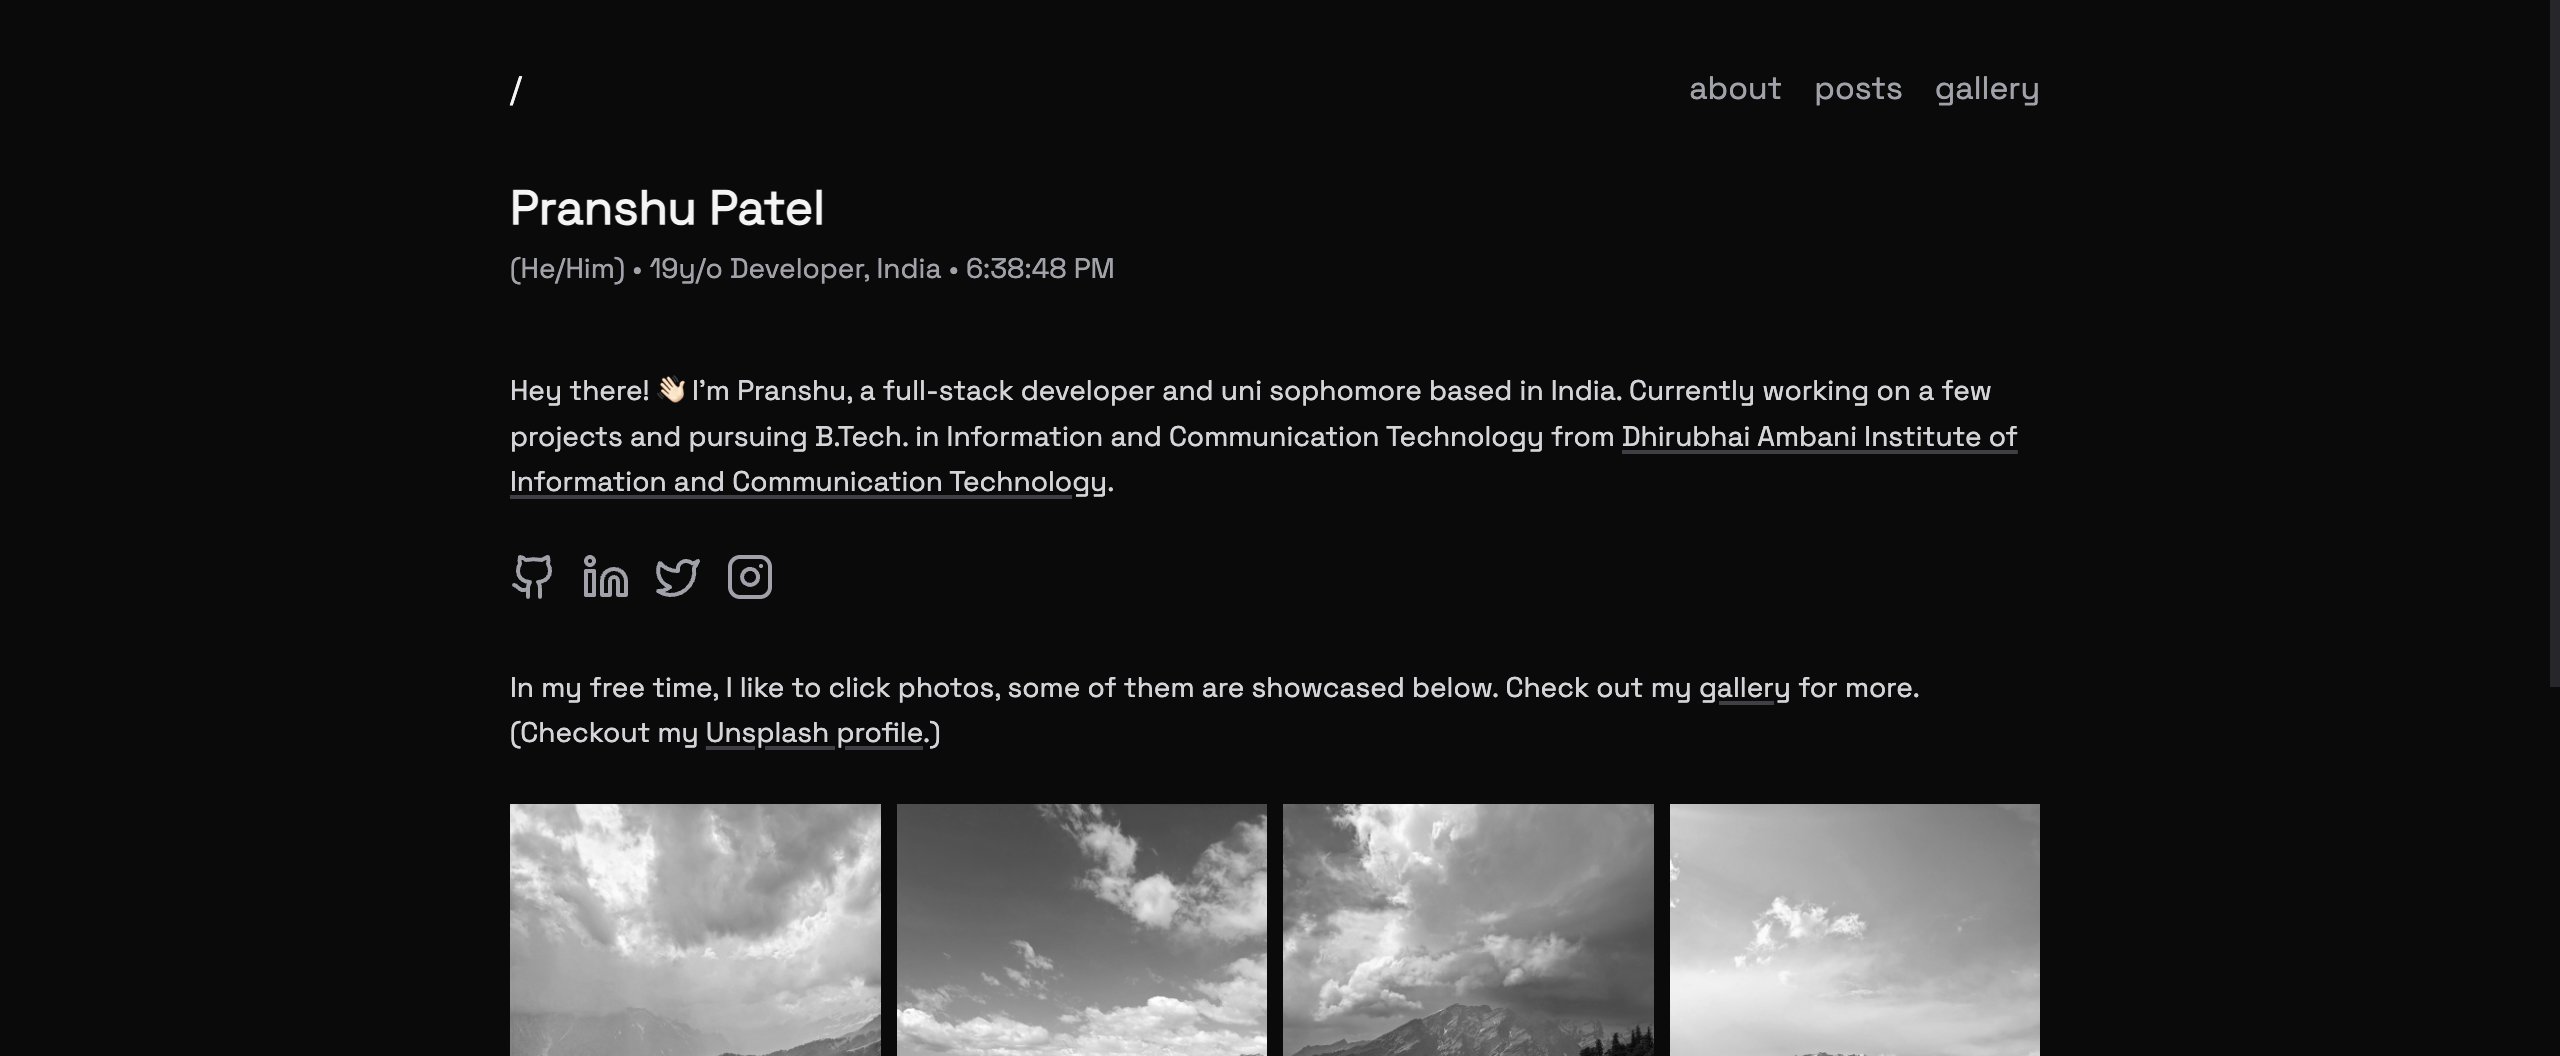 /
about posts gallery
Pranshu Patel
(He/Him) • 19y/o Developer, India • 6:38:48 PM
Hey there! 👋🏻 I’m Pranshu, a full-stack developer and uni sophomore based in India. Currently working on a few
projects and pursuing B.Tech. in Information and Communication Technology from Dhirubhai Ambani Institute of
Information and Communication Technology.
in
In my free time, I like to click photos, some of them are showcased below. Check out my gallery for more.
(Checkout my Unsplash profile.)